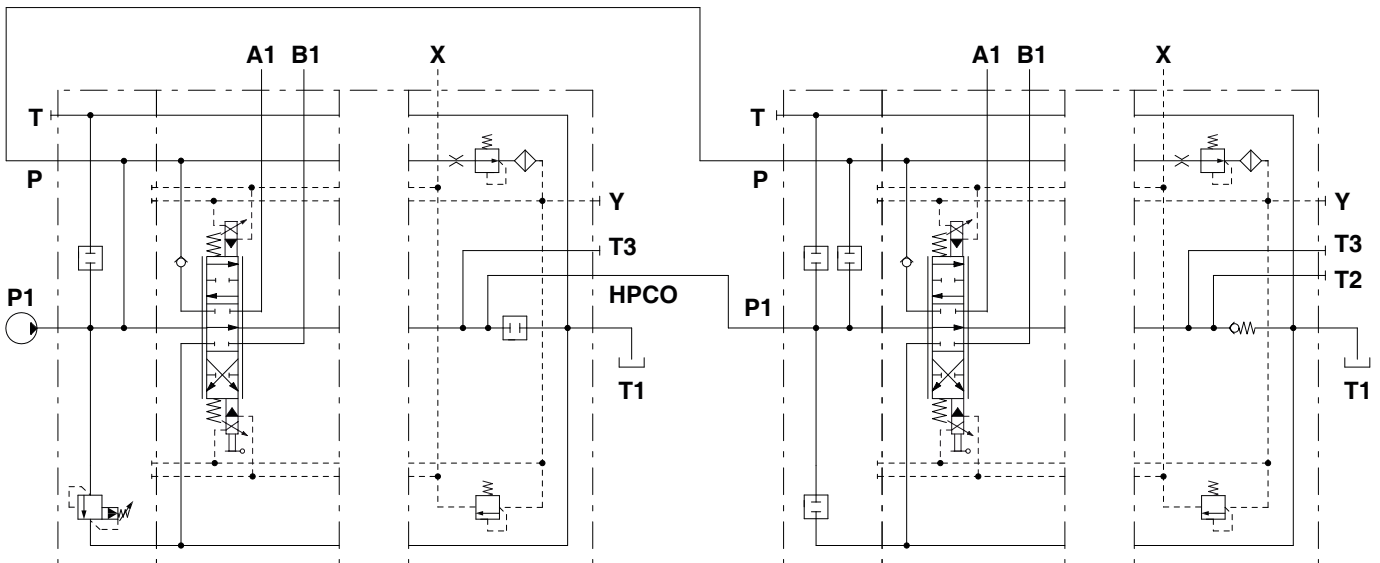 A1 B1 X A1 B1 X
T T
P P
Y Y
T3 T3
T2
HPCO
P1 P1
T1 T1